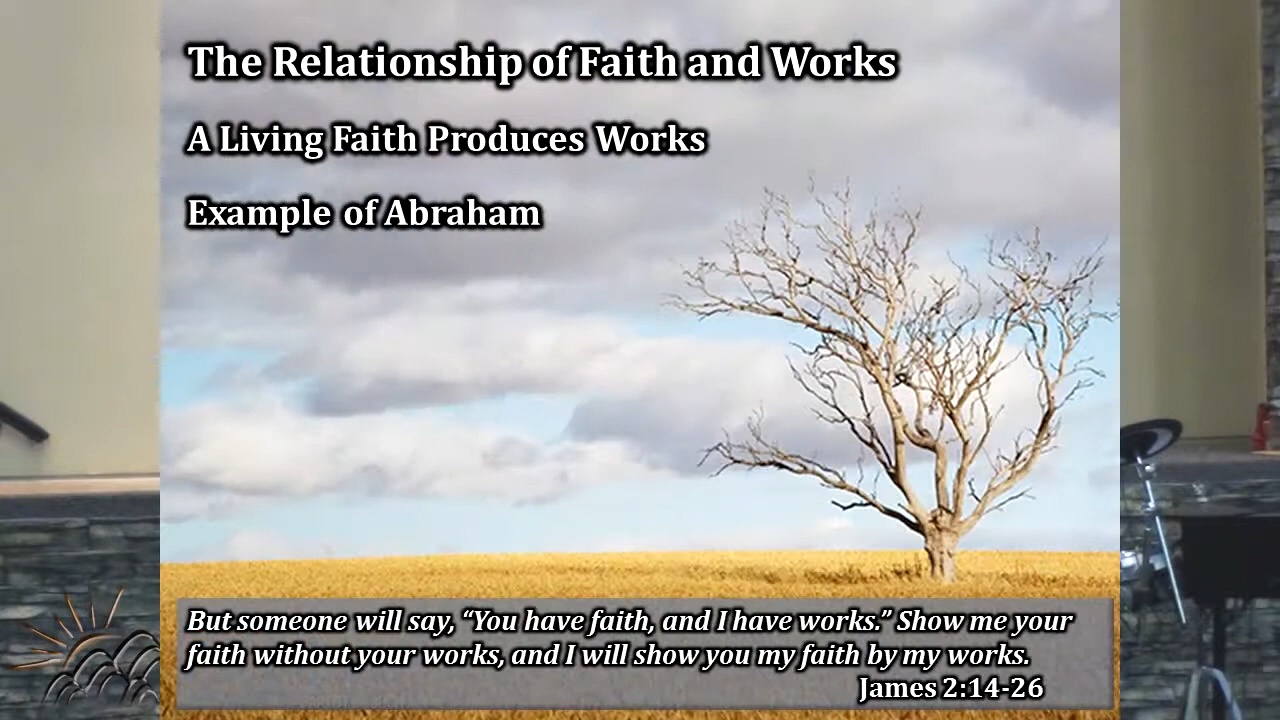 The Relationship of Faith and Works
A Living Faith Produces Works
Example of Abraham
But someone will say, “You have faith, and I have works.” Show me your
faith without your works, and I will show you my faith by my works.
James 2:14-26